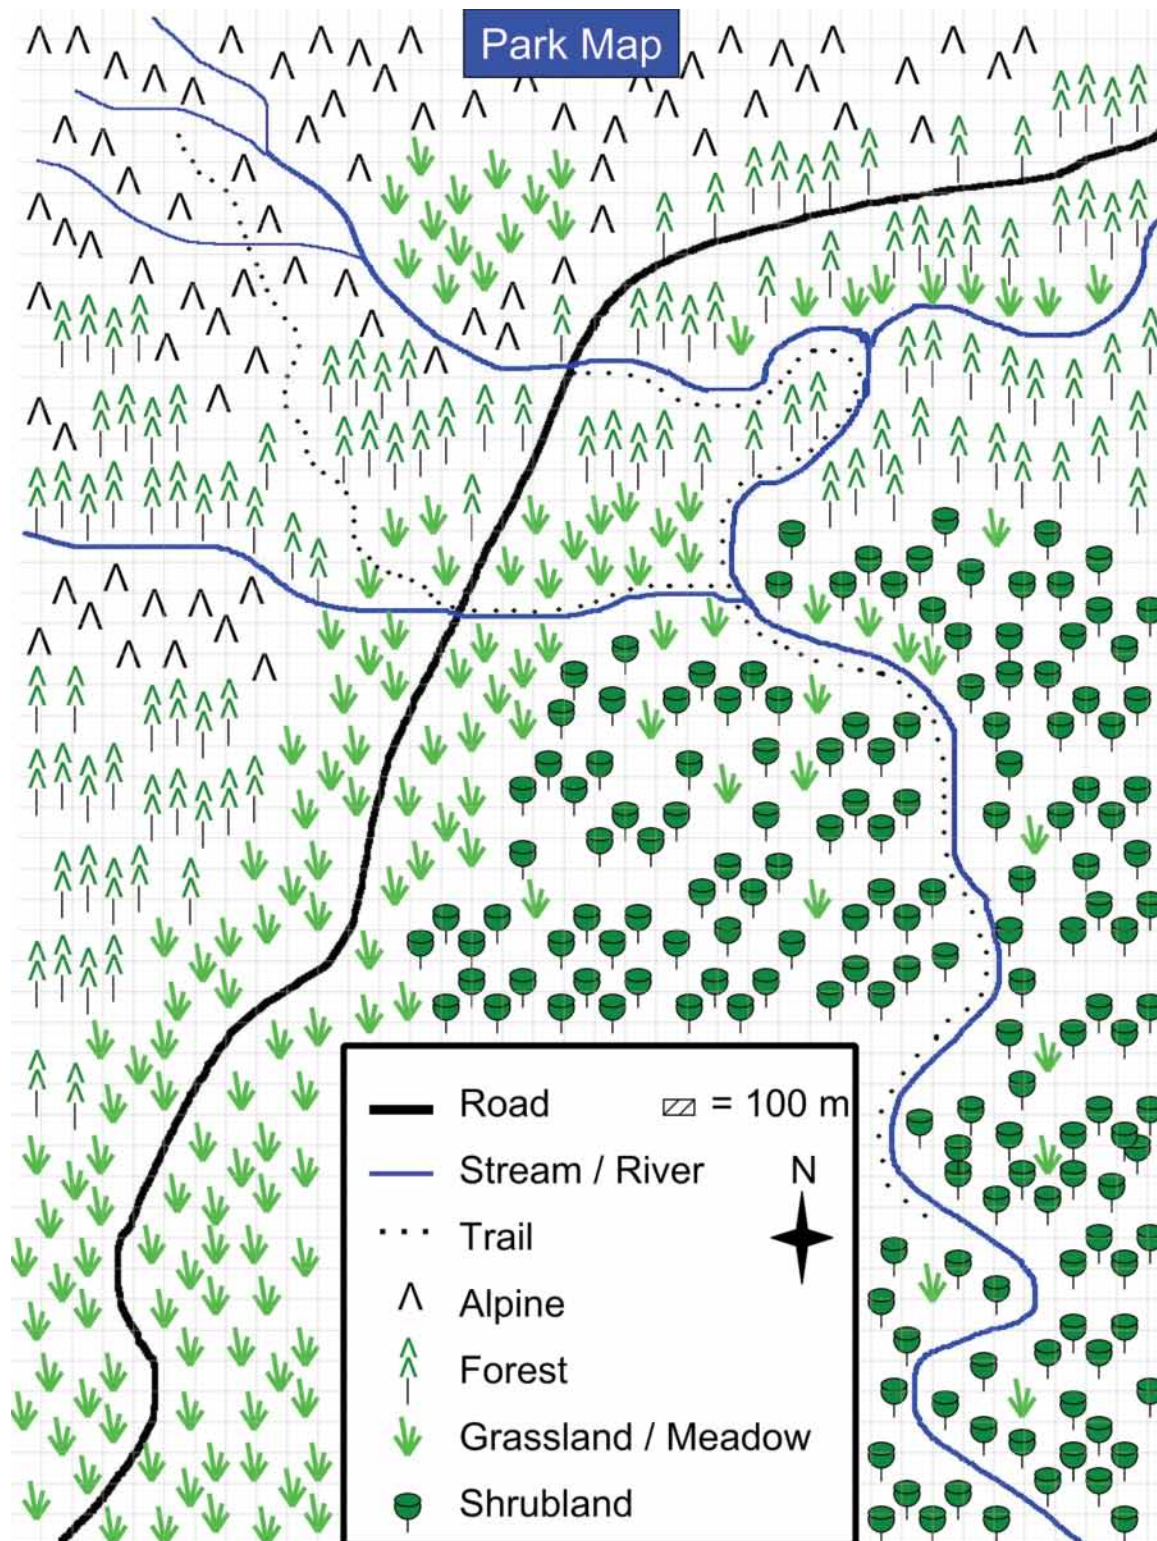 Park Map
Road
= 100 m
Stream / River
N
Trail
Alpine
Forest
Grassland / Meadow
Shrubland